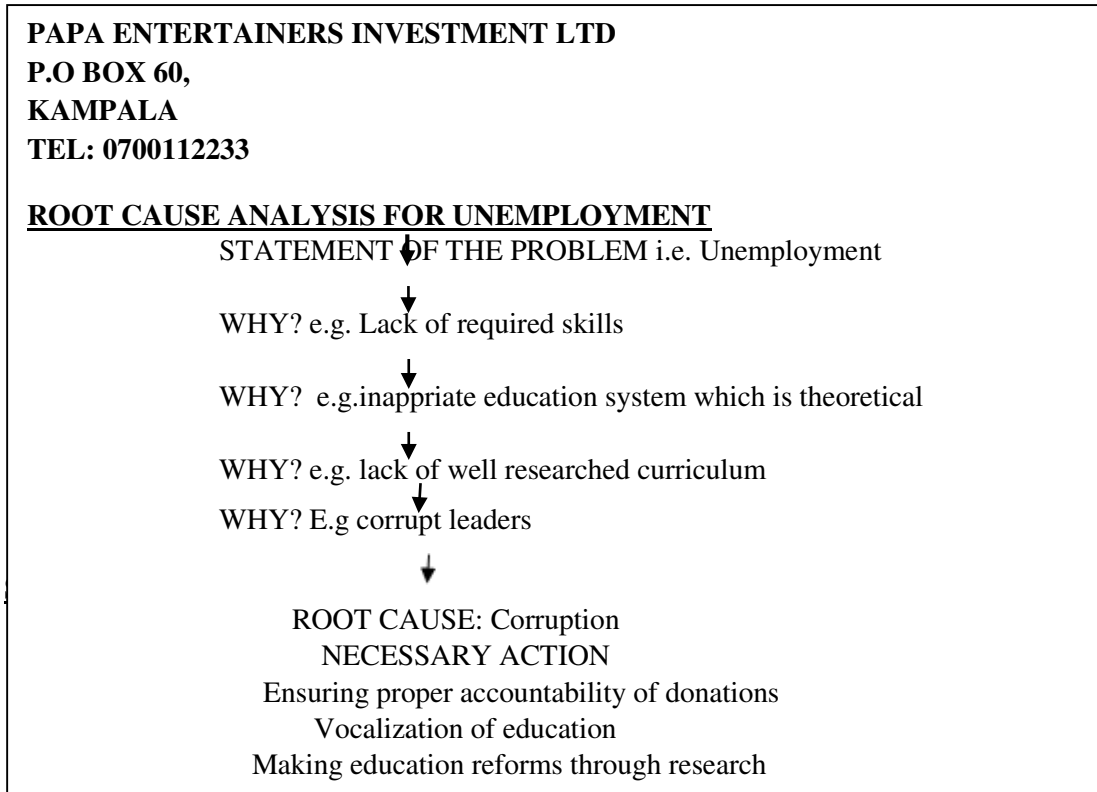 PAPA ENTERTAINERS INVESTMENT LTD
P.O BOX 60,
KAMPALA
TEL: 0700112233
ROOT CAUSE ANALYSIS FOR UNEMPLOYMENT
STATEMENT OF THE PROBLEM i.e. Unemployment
WHY? e.g. Lack of required skills
WHY? e.g.inappriate education system which is theoretical
WHY? e.g. lack of well researched curriculum
WHY? E.g corrupt leaders
ROOT CAUSE: Corruption
NECESSARY ACTION
Ensuring proper accountability of donations
Vocalization of education
Making education reforms through research